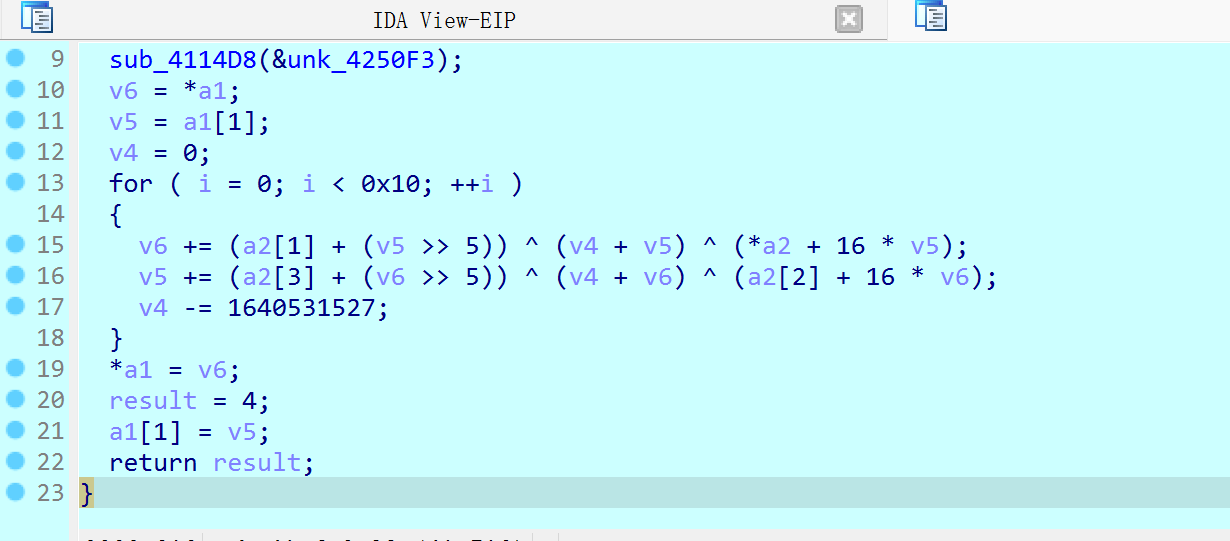 IDA View-EIP
9 sub_4114D8(&unk_4250F3);
10 v6 = *a1;
11 v5 = a1[1];
12 v4 = 0;
13 for ( i = 0; i < 0x10; ++i )
14 {
15 v6 += (a2[1] + (v5 >> 5)) ^ (v4 + v5) ^ (*a2 + 16 * v5);
16 v5 += (a2[3] + (v6 >> 5)) ^ (v4 + v6) ^ (a2[2] + 16 * v6);
17 v4 -= 1640531527;
18 }
19 *a1 = v6;
20 result = 4;
21 a1[1] = v5;
22 return result;
23 }